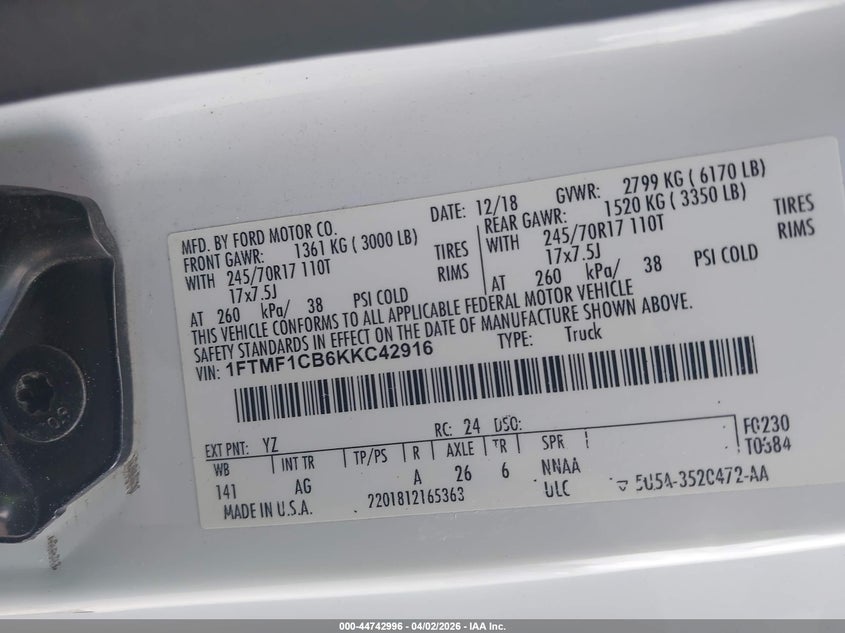 MFD. BY FORD MOTOR CO. DATE: 12/18 GVWR: 2799 KG ( 6170 LB)
FRONT GAWR: 1361 KG ( 3000 LB) REAR GAWR: 1520 KG ( 3350 LB)
WITH 245/70R17 110T TIRES WITH 245/70R17 110T TIRES
17x7.5J RIMS 17x7.5J RIMS
AT 260 kPa/ 38 PSI COLD AT 260 kPa/ 38 PSI COLD
THIS VEHICLE CONFORMS TO ALL APPLICABLE FEDERAL MOTOR VEHICLE
SAFETY STANDARDS IN EFFECT ON THE DATE OF MANUFACTURE SHOWN ABOVE.
VIN: 1FTMF1CB6KKC42916 TYPE: Truck
EXT PNT: YZ RC: 24 DSO: F0230
WB INT TR TP/PS R AXLE TR SPR T0384
141 AG A 26 6 NNAA
MADE IN U.S.A. 2201812165363 ULC 5U54-3520472-AA
000-44742996 - 04/02/2026 - IAA Inc.